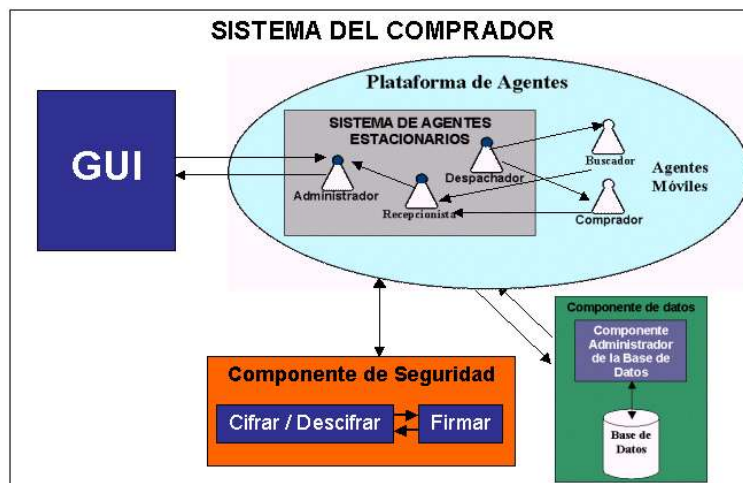 SISTEMA DEL COMPRADOR
Plataforma de Agentes
GUI
SISTEMA DE AGENTES
ESTACIONARIOS
Administrador
Recepcionista
Despachador
Buscador
Comprador
Agentes
Móviles
Componente de Seguridad
Cifrar / Descifrar
Firmar
Componente de datos
Componente
Administrador
de la Base de
Datos
Base de
Datos